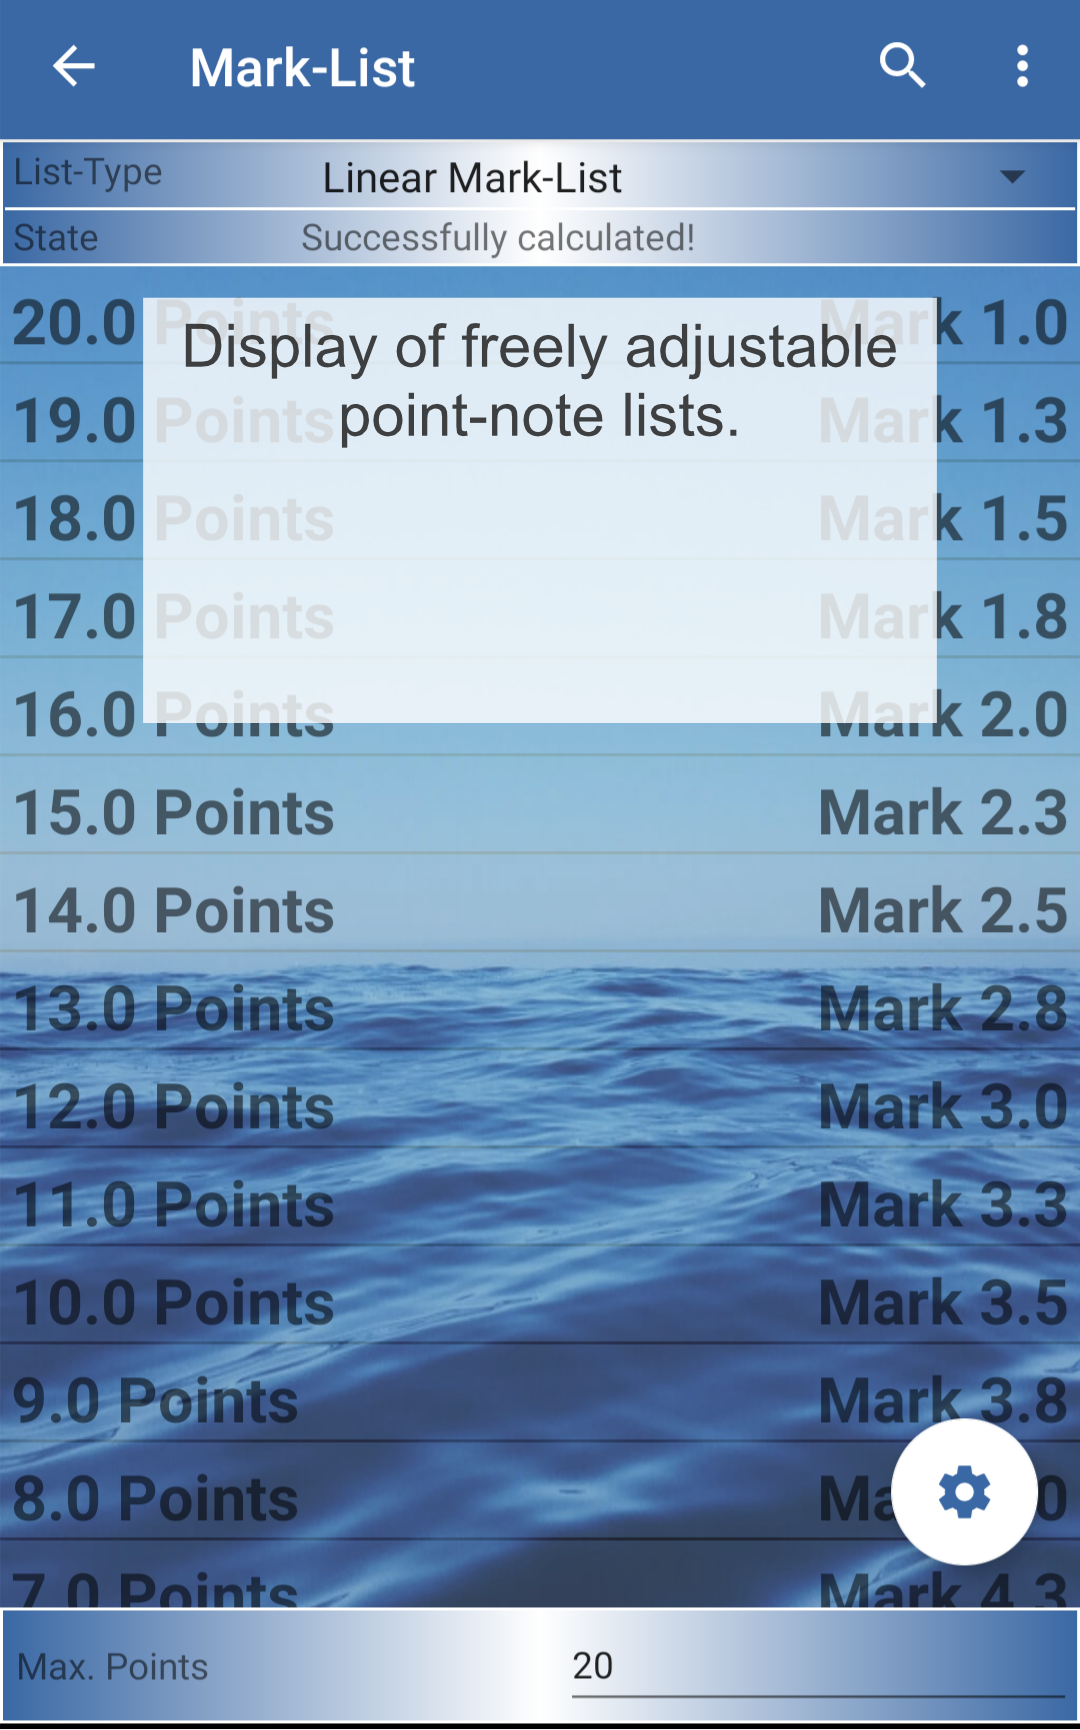 Mark-List
List-Type Linear Mark-List
State Successfully calculated!
Display of freely adjustable
point-note lists.
20.0 Points Mark 1.0
19.0 Points Mark 1.3
18.0 Points Mark 1.5
17.0 Points Mark 1.8
16.0 Points Mark 2.0
15.0 Points Mark 2.3
14.0 Points Mark 2.5
13.0 Points Mark 2.8
12.0 Points Mark 3.0
11.0 Points Mark 3.3
10.0 Points Mark 3.5
9.0 Points Mark 3.8
8.0 Points
7.0 Points Mark 4.3
Max. Points 20